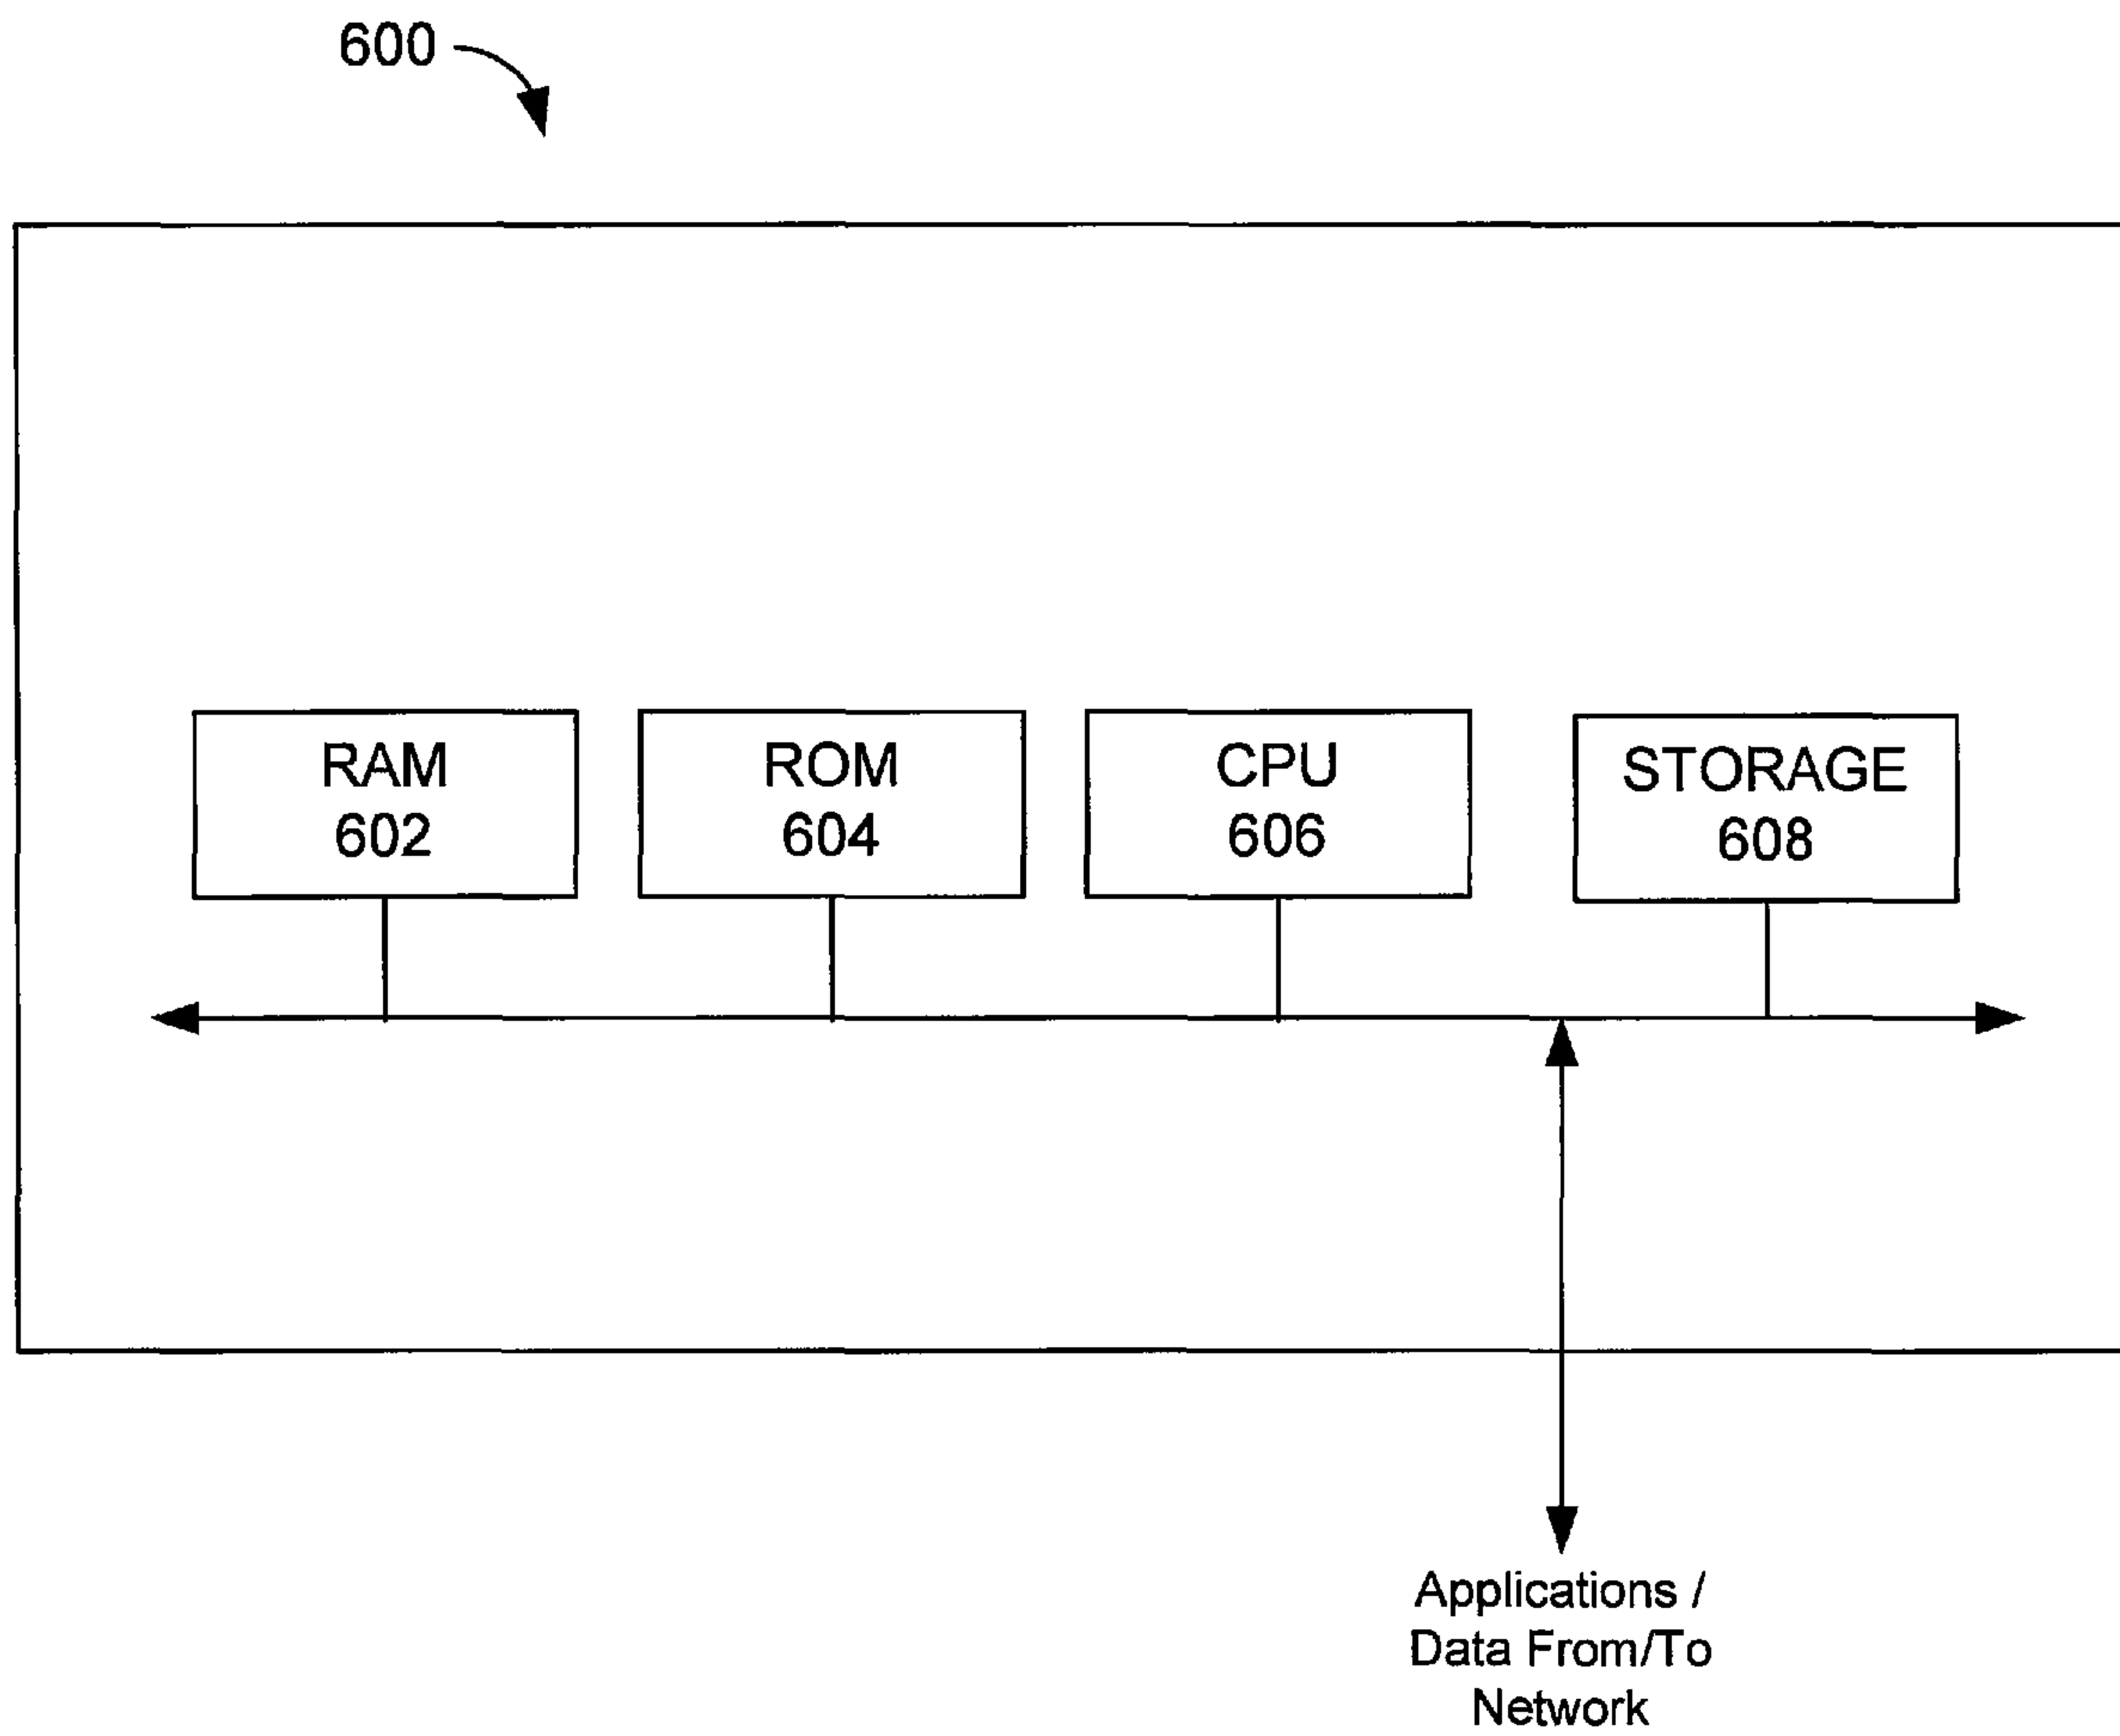 600
RAM
602
ROM
604
CPU
606
STORAGE
608
Applications /
Data From/To
Network